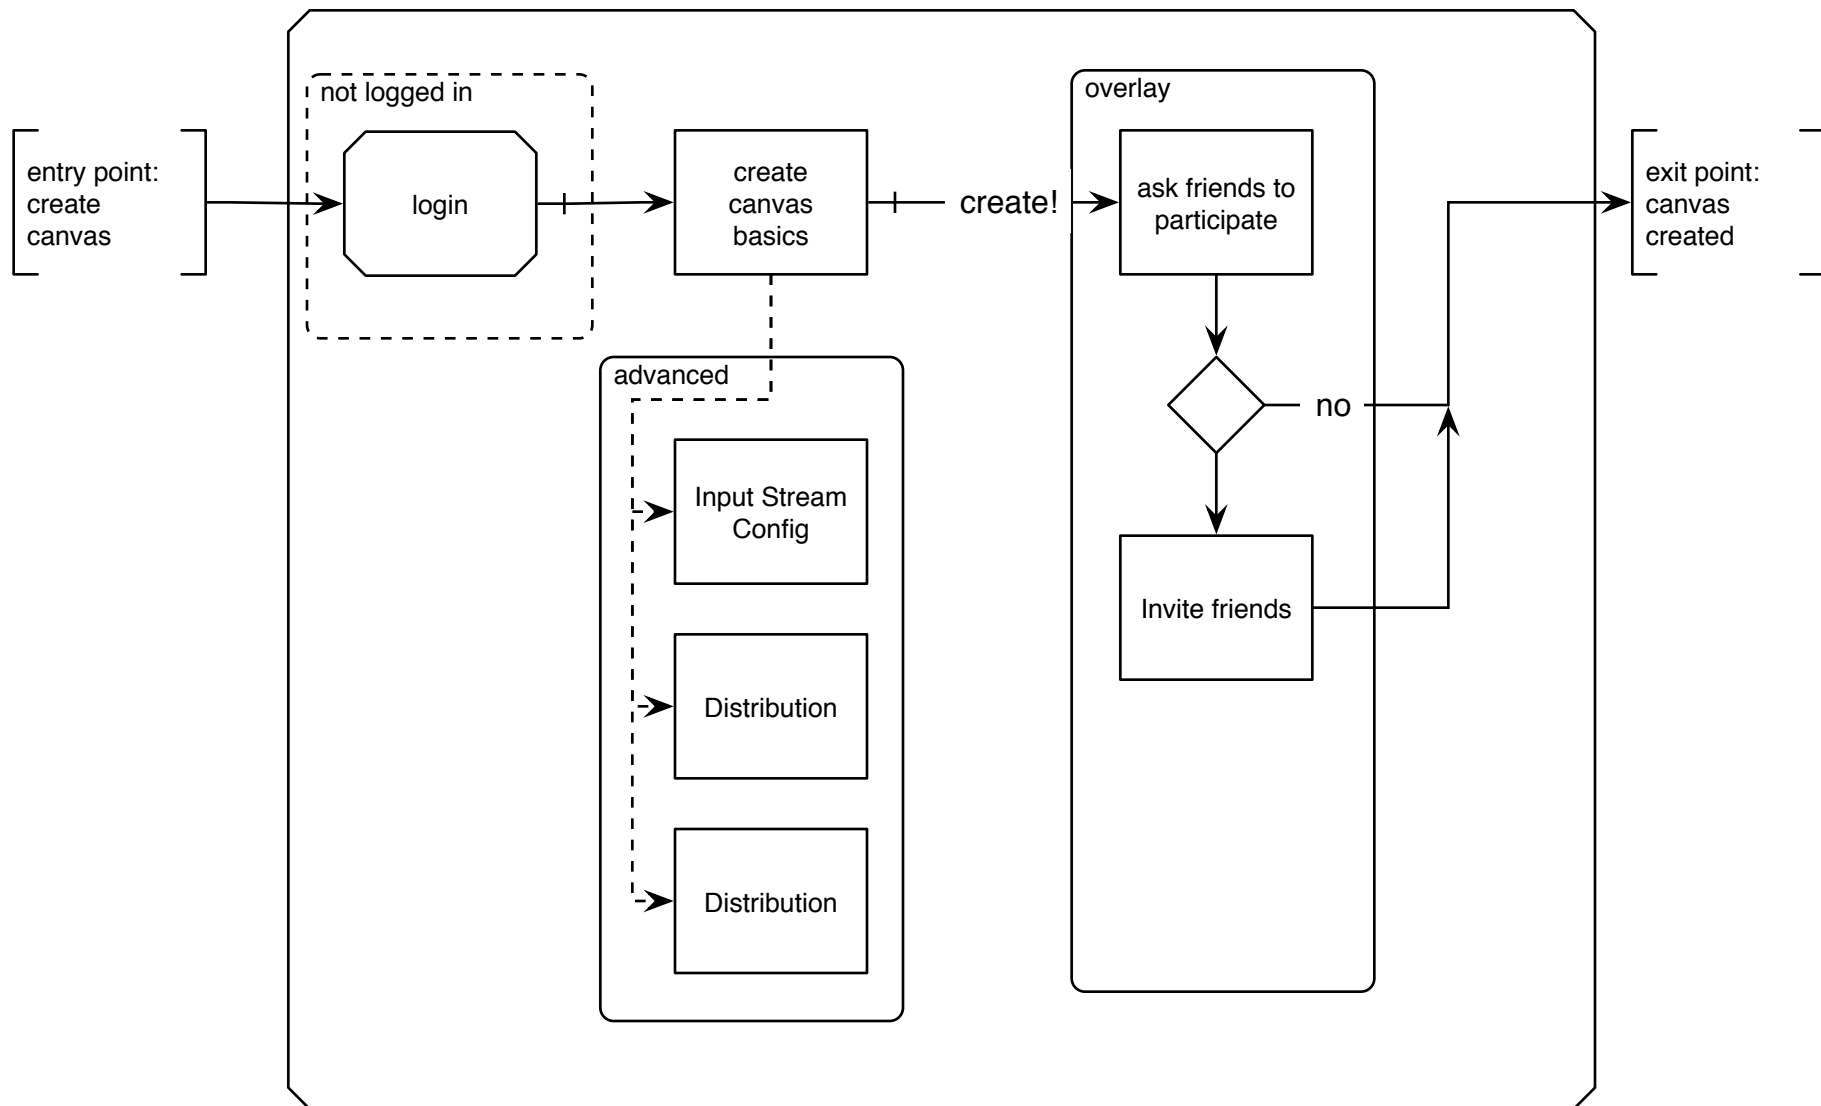 not logged in
overlay
entry point:
create
canvas
login
create
canvas
basics
create!
ask friends to
participate
exit point:
canvas
created
advanced
no
Input Stream
Config
Invite friends
Distribution
Distribution